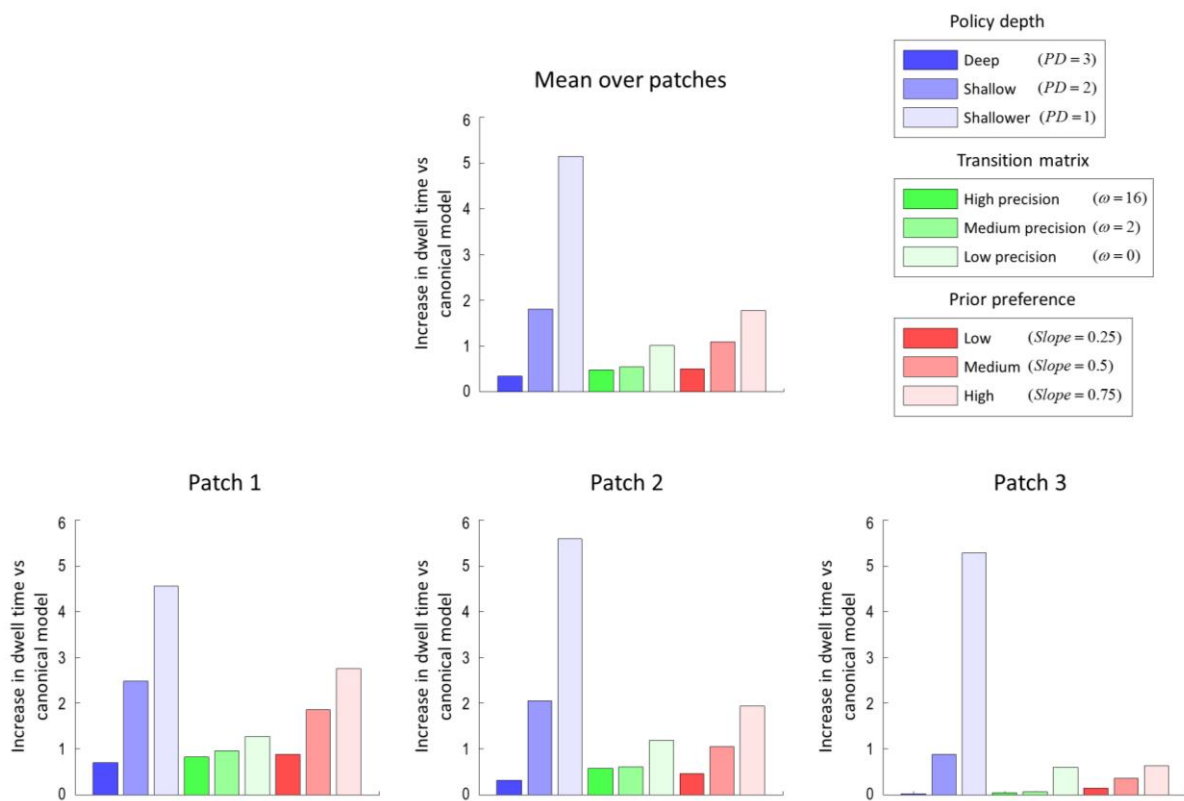 Policy depth
Deep (PD = 3)
Shallow (PD = 2)
Shallower (PD = 1)
Transition matrix
High precision (ω = 16)
Medium precision (ω = 2)
Low precision (ω = 0)
Prior preference
Low (Slope = 0.25)
Medium (Slope = 0.5)
High (Slope = 0.75)
Mean over patches
Increase in dwell time vs
canonical model
6
5
4
3
2
1
0
Patch 1
Increase in dwell time vs
canonical model
6
5
4
3
2
1
0
Patch 2
Increase in dwell time vs
canonical model
6
5
4
3
2
1
0
Patch 3
Increase in dwell time vs
canonical model
6
5
4
3
2
1
0